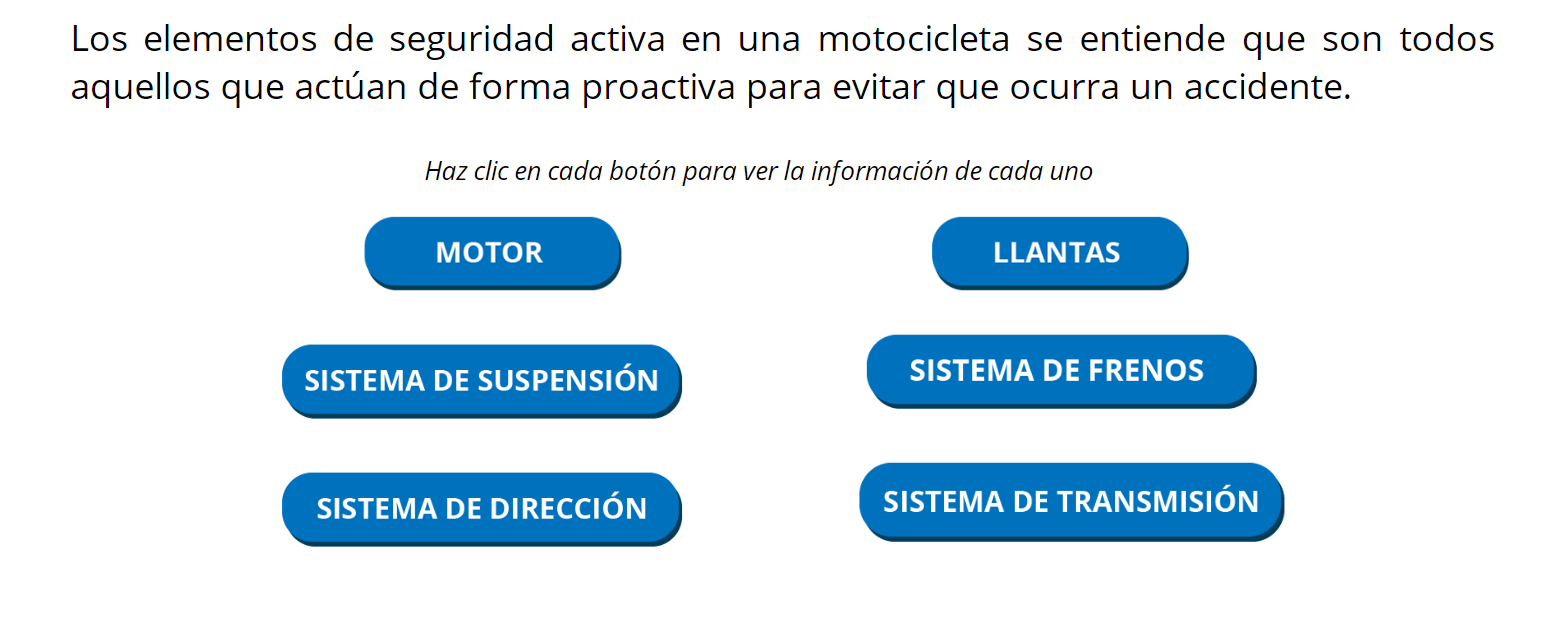 Los elementos de seguridad activa en una motocicleta se entiende que son todos
aquellos que actúan de forma proactiva para evitar que ocurra un accidente.
Haz clic en cada botón para ver la información de cada uno
MOTOR
LLANTAS
SISTEMA DE SUSPENSIÓN
SISTEMA DE FRENOS
SISTEMA DE DIRECCIÓN
SISTEMA DE TRANSMISIÓN